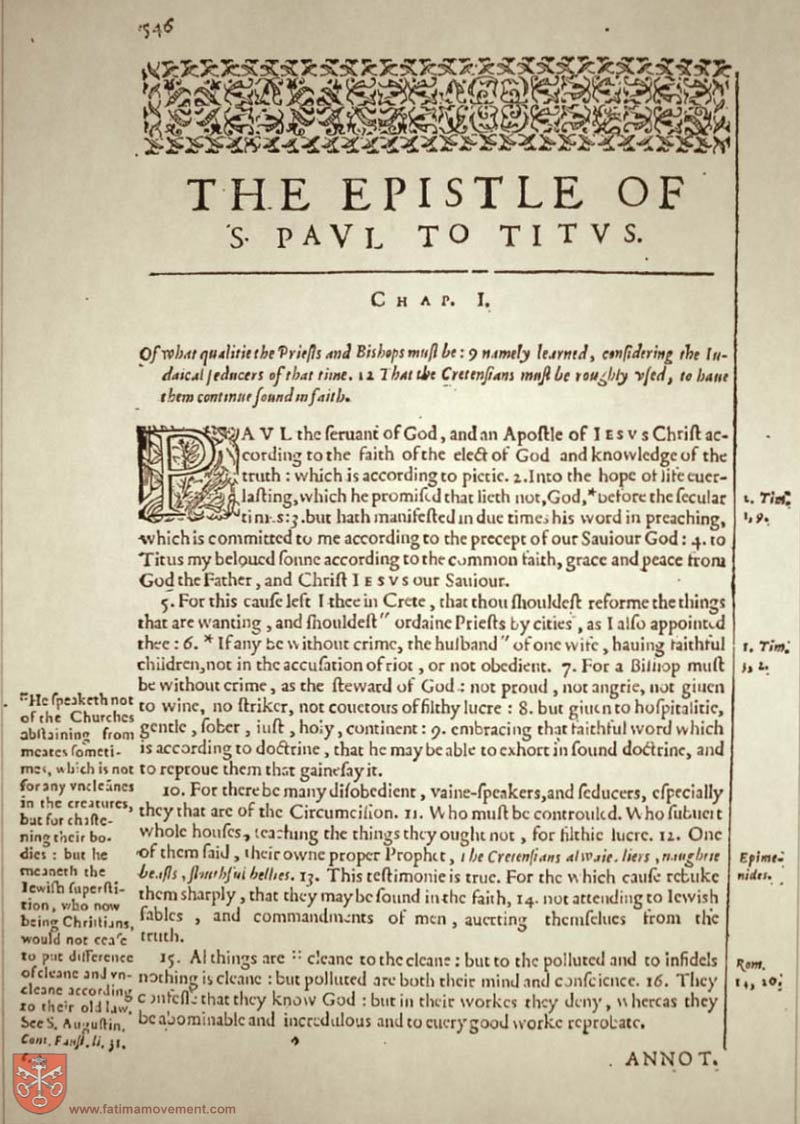 546
THE EPISTLE OF
S. PAVL TO TITVS.
CHAP. I.
Of what qualitie the Prieſts and Bishops muſt be: 9 namely learned, conſidering the Iu-
daical ſeducers of that time. 12 That the Cretenſians muſt be roughly vſed, to haue
them continue ſound in faith.
PAVL the ſeruant of God, and an Apoſtle of IESVS Chriſt ac-
cording to the faith of the elect of God and knowledge of the
truth: which is according to pietie. 2. Into the hope of life euer-
laſting, which he promiſed that lieth not, God, *before the ſecular
times: 3. but hath manifeſted in due times his word in preaching,
which is committed to me according to the precept of our Sauiour God: 4. to
Titus my beloued ſonne according to the common faith, grace and peace from
God the Father, and Chriſt IESVS our Sauiour.
5. For this cauſe left I thee in Crete, that thou ſhouldeſt reforme the things
that are wanting, and ſhouldeſt " ordaine Prieſts by cities, as I alſo appointed
thee: 6. * If any be without crime, the huſband " of one wife, hauing faithful
children, not in the accuſation of riot, or not obedient. 7. For a Biſhop muſt
be without crime, as the ſteward of God: not proud, not angrie, not giuen
to wine, no ſtriker, not couetous of filthy lucre: 8. but giuen to hoſpitalitie,
gentle, ſober, iuſt, holy, continent: 9. embracing that faithful word which
is according to doctrine, that he may be able to exhort in ſound doctrine, and
to reproue them that gaineſay it.
10. For there be many diſobedient, vaine-ſpeakers, and ſeducers, eſpecially
they that are of the Circumciſion. 11. Who muſt be controuled. Who ſubuert
whole houſes, teaching the things they ought not, for filthie lucre. 12. One
of them ſaid, their owne proper Prophet, The Cretenſians alwaie. liers, naughtie
beaſts, ſlouthful bellies. 13. This teſtimonie is true. For the which cauſe rebuke
them sharply, that they may be ſound in the faith, 14. not attending to Iewish
fables, and commandments of men, auerting themſelues from the
truth.
15. Al things are :: cleane to the cleane: but to the polluted and to infidels
nothing is cleane: but polluted are both their mind and conſcience. 16. They
confeſſe that they know God: but in their workes they deny, whereas they
be abominable and incredulous and to euery good worke reprobate.
ANNOT.
:: He ſpeaketh not
of the Churches
abſtaining from
meates ſometi-
mes, which is not
for any vncleanes
in the creatures,
but for chaſte-
ning their bo-
dies: but he
meaneth the
Iewiſh ſuperſti-
tion, who now
being Chriſtians,
would not ceaſe
to put difference
of cleane and vn-
cleane according
to their old law.
See S. Auguſtin.
Cont. Fauſt. li. 31.
1. Tim.
1, 9.
1. Tim.
3, 2.
Epime-
nides.
Rom.
14, 20.
www.fatimamovement.com